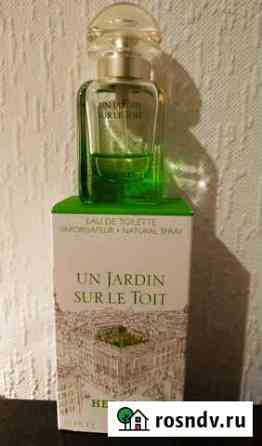 UN JARDIN
SUR LE TOIT
EAU DE TOILETTE
VAPORISATEUR • NATURAL SPRAY
UN JARDIN
SUR LE TOIT
rosndv.ru